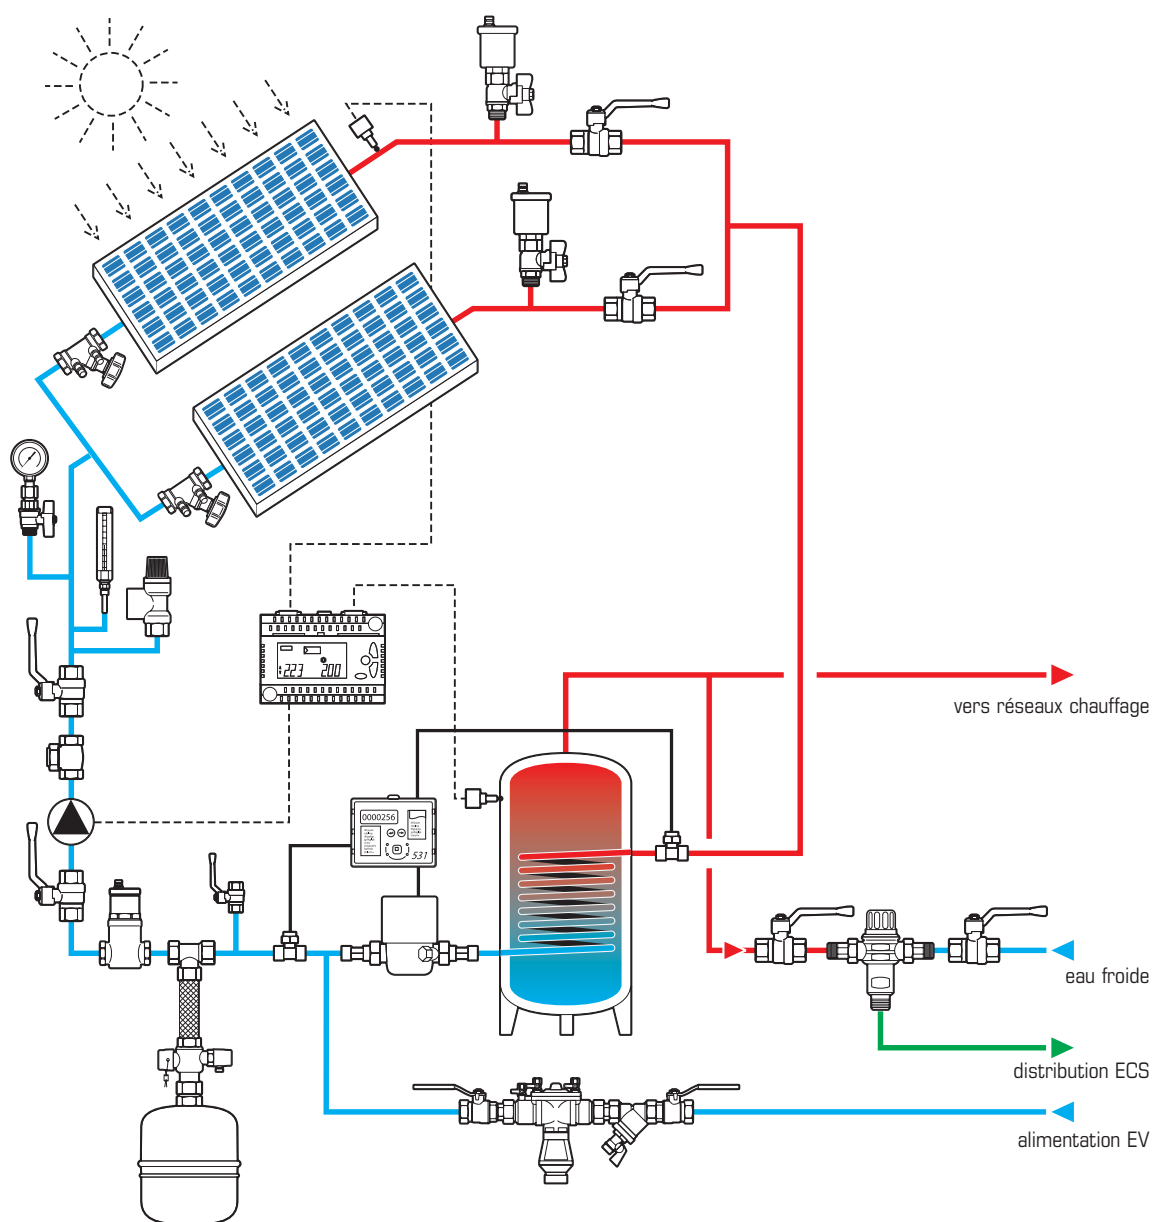 223 200
vers réseaux chauffage
0000256
531
eau froide
distribution ECS
alimentation EV